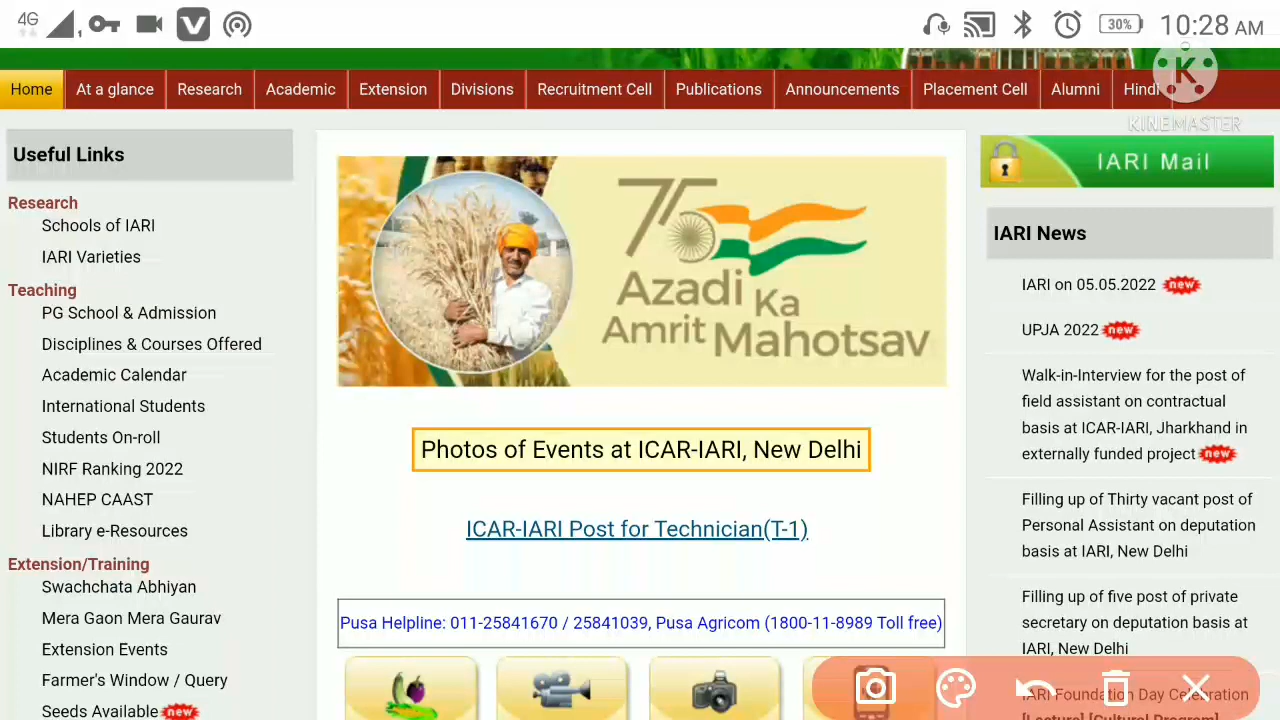 4G
30%
10:28 AM
Home
At a glance
Research
Academic
Extension
Divisions
Recruitment Cell
Publications
Announcements
Placement Cell
Alumni
Hindi
K
KINEMASTER
Useful Links
Research
Schools of IARI
IARI Varieties
Teaching
PG School & Admission
Disciplines & Courses Offered
Academic Calendar
International Students
Students On-roll
NIRF Ranking 2022
NAHEP CAAST
Library e-Resources
Extension/Training
Swachchata Abhiyan
Mera Gaon Mera Gaurav
Extension Events
Farmer's Window / Query
Seeds Available new
75
Azadi Ka
Amrit Mahotsav
Photos of Events at ICAR-IARI, New Delhi
ICAR-IARI Post for Technician(T-1)
Pusa Helpline: 011-25841670 / 25841039, Pusa Agricom (1800-11-8989 Toll free)
IARI Mail
IARI News
IARI on 05.05.2022 new
UPJA 2022 new
Walk-in-Interview for the post of
field assistant on contractual
basis at ICAR-IARI, Jharkhand in
externally funded project new
Filling up of Thirty vacant post of
Personal Assistant on deputation
basis at IARI, New Delhi
Filling up of five post of private
secretary on deputation basis at
IARI, New Delhi
IARI Foundation Day Celebration
[Lecture] [Cultural Program]